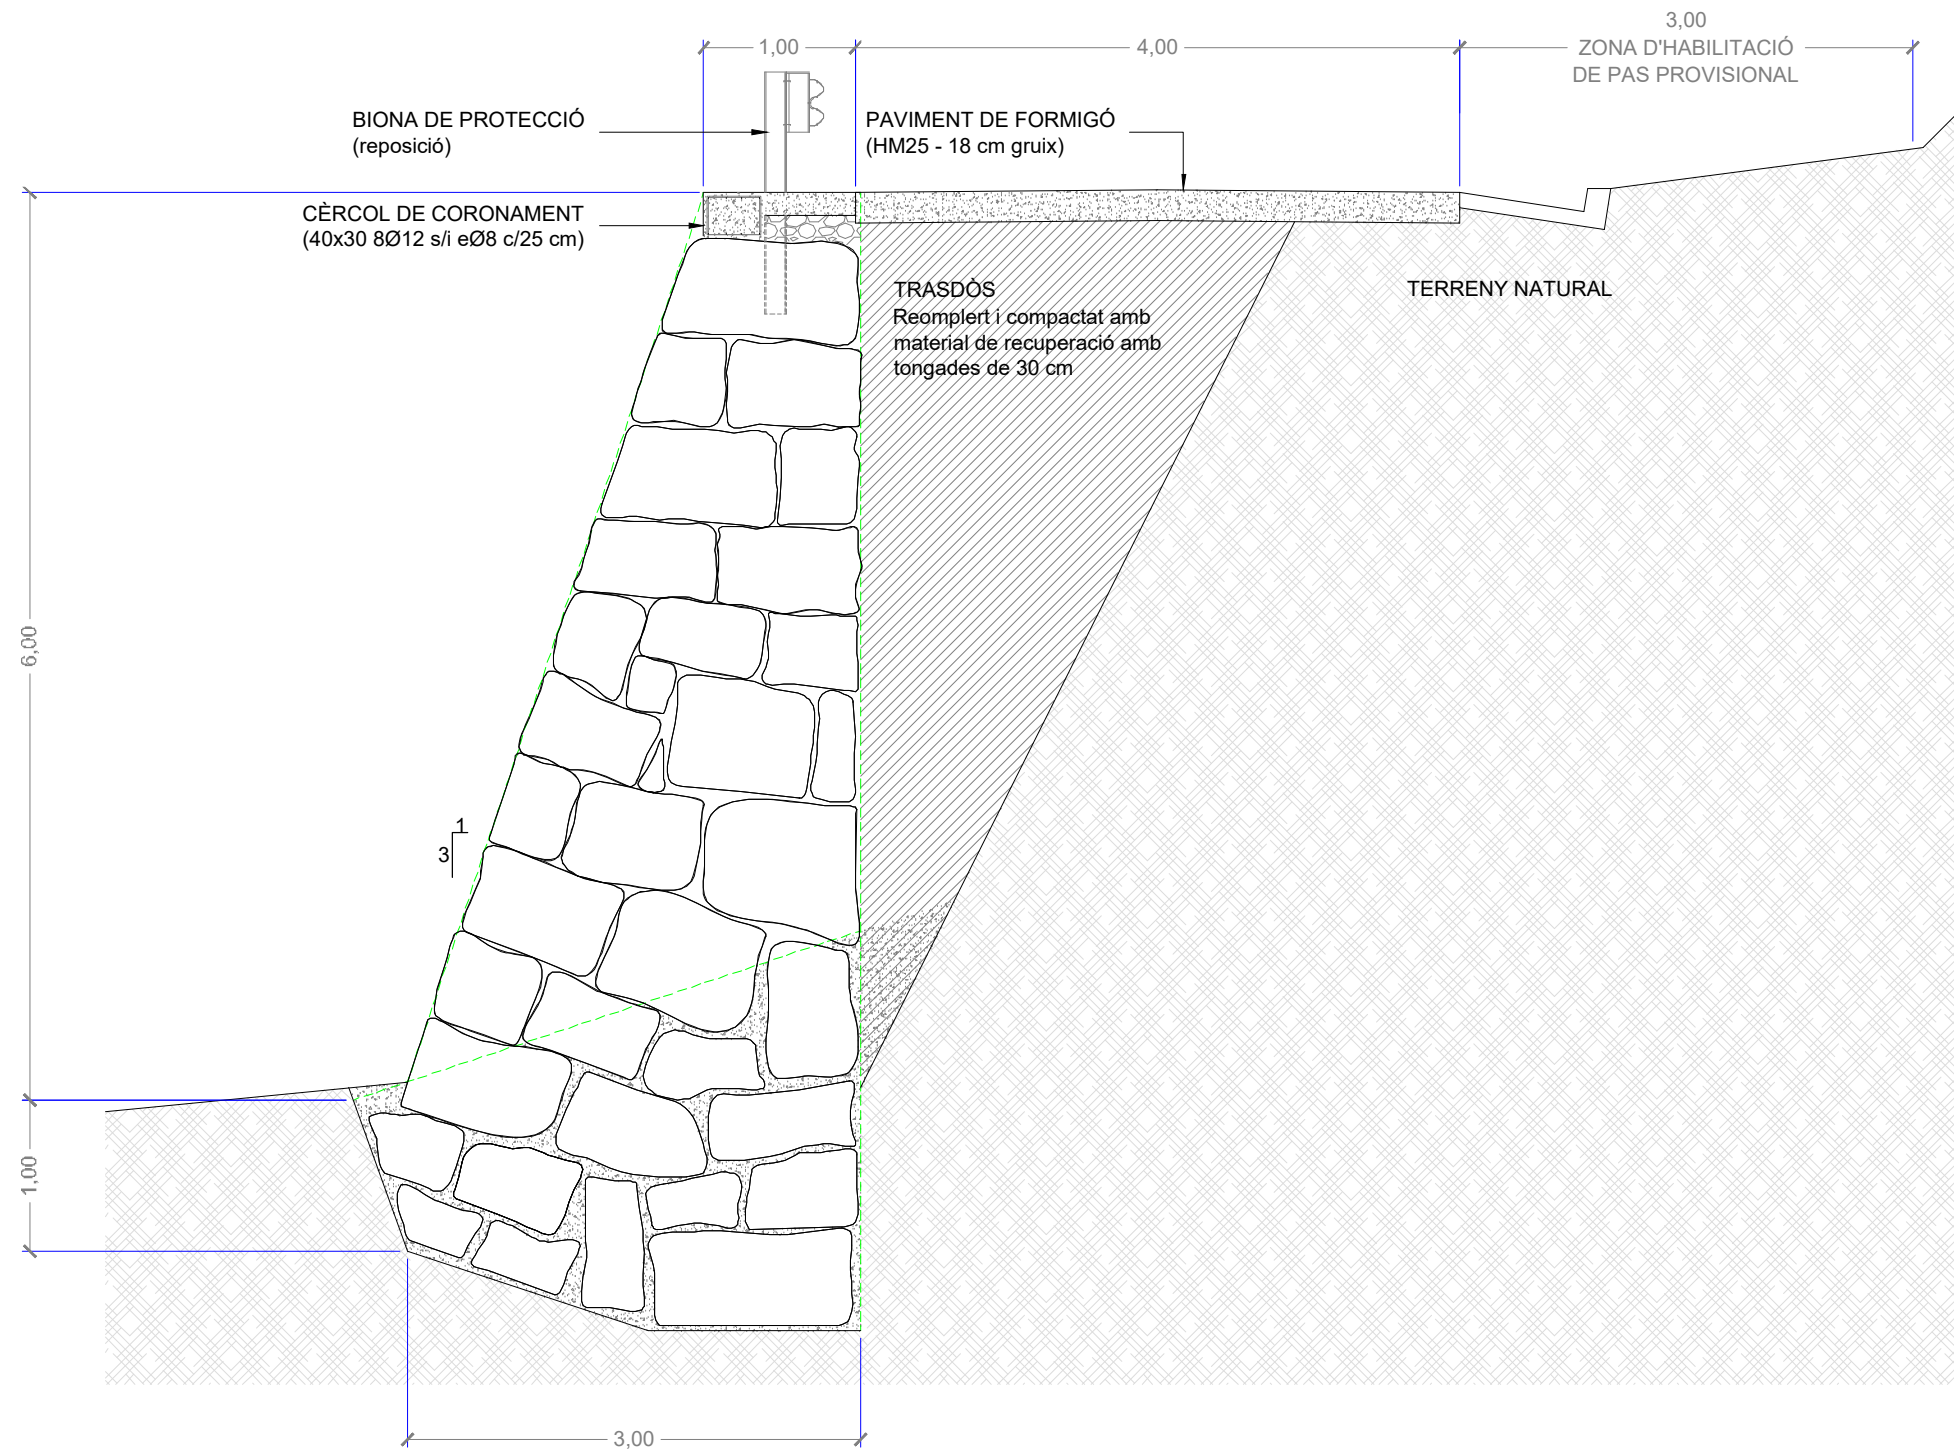 3,00
1,00
4,00
ZONA D'HABILITACIÓ
DE PAS PROVISIONAL
BIONA DE PROTECCIÓ
(reposició)
PAVIMENT DE FORMIGÓ
(HM25 - 18 cm gruix)
CÈRCOL DE CORONAMENT
(40x30 8Ø12 s/i eØ8 c/25 cm)
TRASDÒS
Reomplert i compactat amb
material de recuperació amb
tongades de 30 cm
TERRENY NATURAL
6,00
1
3
1,00
3,00